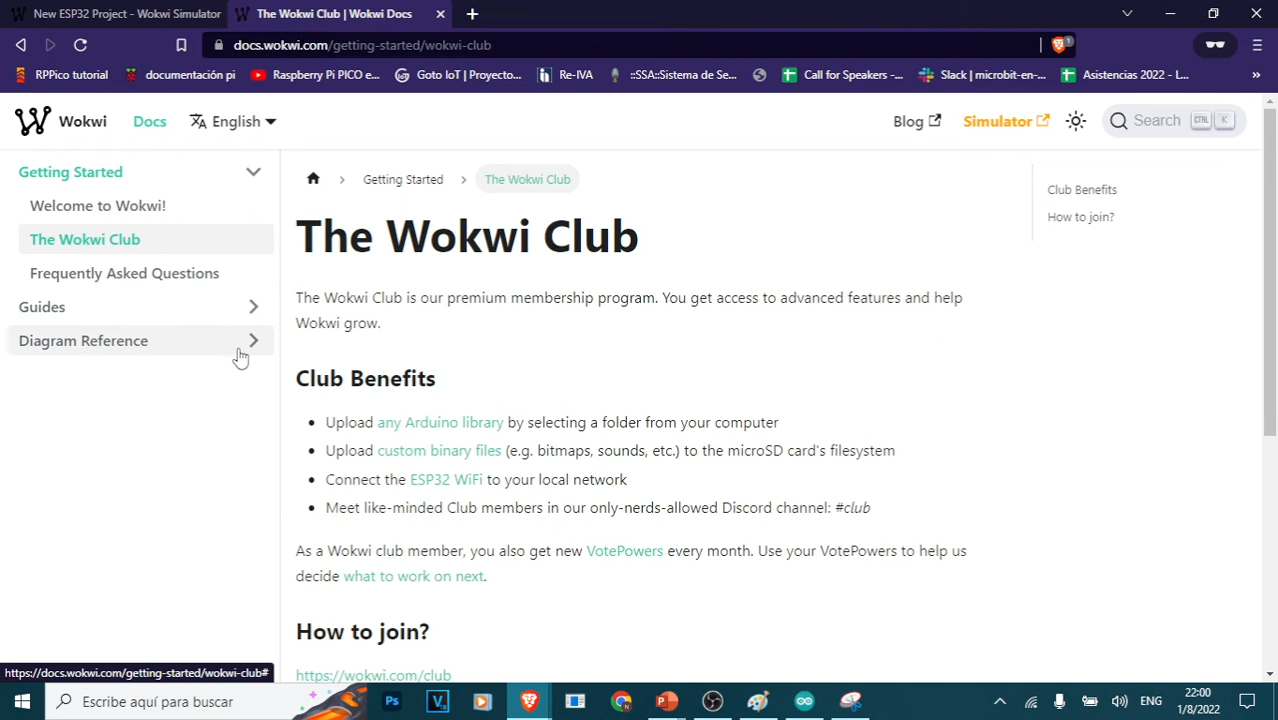 New ESP32 Project - Wokwi Simulator
The Wokwi Club | Wokwi Docs
docs.wokwi.com/getting-started/wokwi-club
1
RPPico tutorial
documentación pi
Raspberry Pi PICO e...
Goto IoT | Proyecto...
Re-IVA
::SSA::Sistema de Se...
Call for Speakers -...
Slack | microbit-en-...
Asistencias 2022 - L...
Wokwi
Docs
English
Blog
Simulator
Search
CTRL
K
Getting Started
Welcome to Wokwi!
The Wokwi Club
Frequently Asked Questions
Guides
Diagram Reference
Getting Started
The Wokwi Club
The Wokwi Club
The Wokwi Club is our premium membership program. You get access to advanced features and help
Wokwi grow.
Club Benefits
• Upload any Arduino library by selecting a folder from your computer
• Upload custom binary files (e.g. bitmaps, sounds, etc.) to the microSD card's filesystem
• Connect the ESP32 WiFi to your local network
• Meet like-minded Club members in our only-nerds-allowed Discord channel: #club
As a Wokwi club member, you also get new VotePowers every month. Use your VotePowers to help us
decide what to work on next.
How to join?
https://wokwi.com/club
Club Benefits
How to join?
https://docs.wokwi.com/getting-started/wokwi-club#
Escribe aquí para buscar
Ps
ENG
22:00
1/8/2022